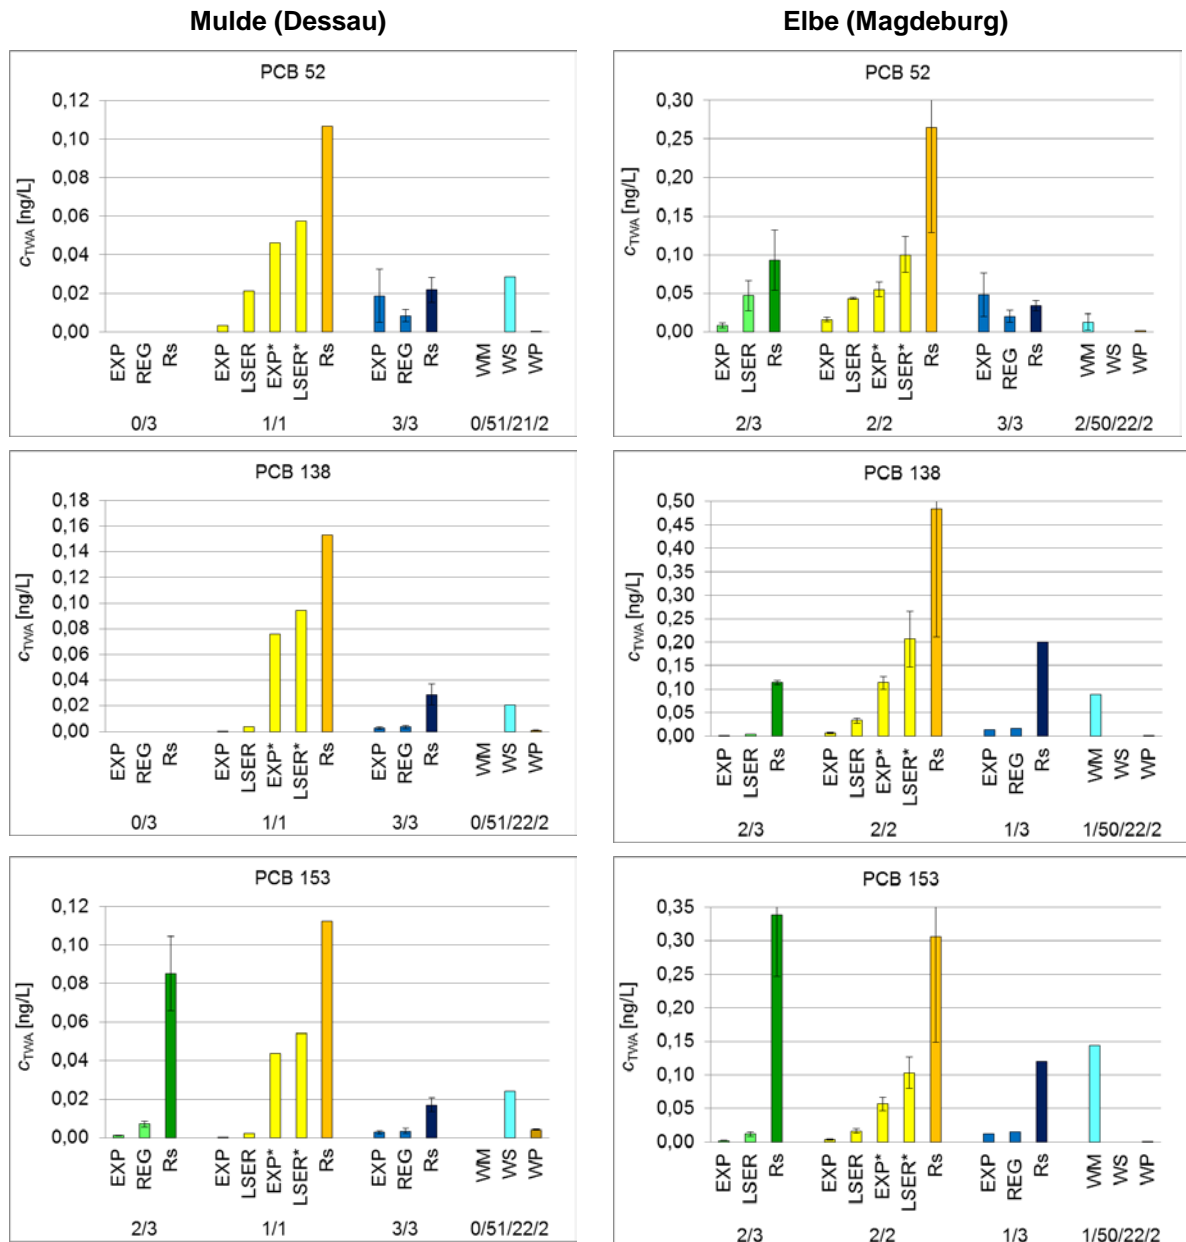 Mulde (Dessau)
Elbe (Magdeburg)
PCB 52
0,12
0,10
0,08
0,06
0,04
0,02
0,00
cTWA [ng/L]
EXP REG Rs EXP LSER EXP* LSER* Rs EXP REG Rs WM WS WP
0/3 1/1 3/3 0/51/21/2
PCB 52
0,30
0,25
0,20
0,15
0,10
0,05
0,00
cTWA [ng/L]
EXP LSER Rs EXP LSER EXP* LSER* Rs EXP REG Rs WM WS WP
2/3 2/2 3/3 2/50/22/2
PCB 138
0,18
0,16
0,14
0,12
0,10
0,08
0,06
0,04
0,02
0,00
cTWA [ng/L]
EXP REG Rs EXP LSER EXP* LSER* Rs EXP REG Rs WM WS WP
0/3 1/1 3/3 0/51/22/2
PCB 138
0,50
0,45
0,40
0,35
0,30
0,25
0,20
0,15
0,10
0,05
0,00
cTWA [ng/L]
EXP LSER Rs EXP LSER EXP* LSER* Rs EXP REG Rs WM WS WP
2/3 2/2 1/3 1/50/22/2
PCB 153
0,12
0,10
0,08
0,06
0,04
0,02
0,00
cTWA [ng/L]
EXP REG Rs EXP LSER EXP* LSER* Rs EXP REG Rs WM WS WP
2/3 1/1 3/3 0/51/22/2
PCB 153
0,35
0,30
0,25
0,20
0,15
0,10
0,05
0,00
cTWA [ng/L]
EXP LSER Rs EXP LSER EXP* LSER* Rs EXP REG Rs WM WS WP
2/3 2/2 1/3 1/50/22/2